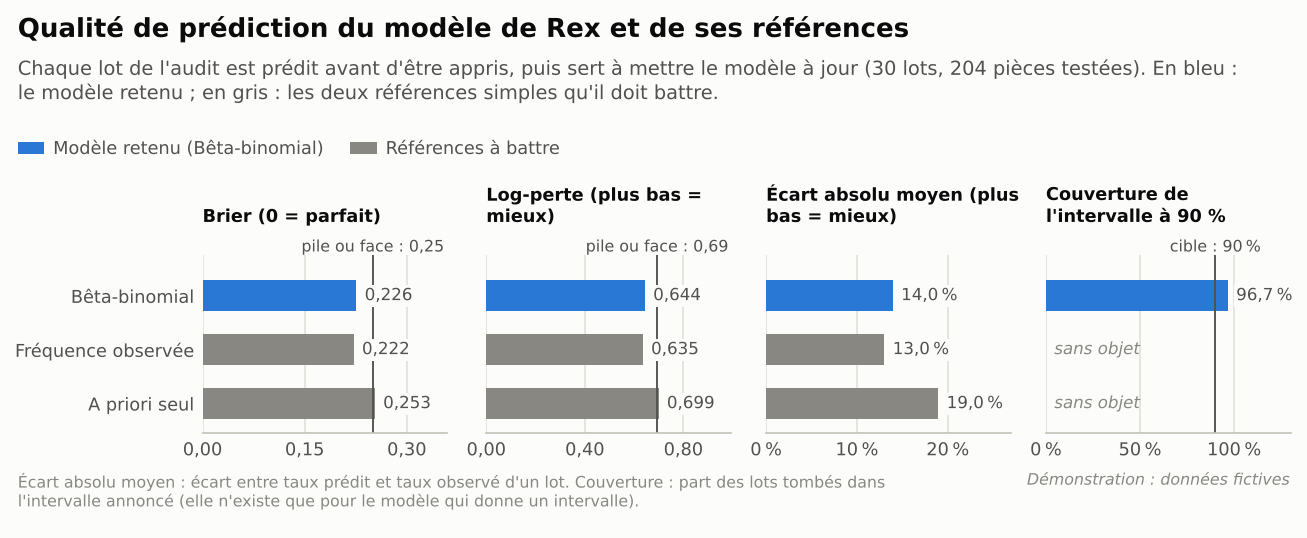 Qualité de prédiction du modèle de Rex et de ses références
Chaque lot de l'audit est prédit avant d'être appris, puis sert à mettre le modèle à jour (30 lots, 204 pièces testées). En bleu :
le modèle retenu ; en gris : les deux références simples qu'il doit battre.
Modèle retenu (Bêta-binomial)
Références à battre
Brier (0 = parfait)
Log-perte (plus bas =
mieux)
Écart absolu moyen (plus
bas = mieux)
Couverture de
l'intervalle à 90 %
pile ou face : 0,25
pile ou face : 0,69
cible : 90 %
Bêta-binomial
0,226
0,644
14,0 %
96,7 %
Fréquence observée
0,222
0,635
13,0 %
sans objet
A priori seul
0,253
0,699
19,0 %
sans objet
0,00
0,15
0,30
0,00
0,40
0,80
0 %
10 %
20 %
0 %
50 %
100 %
Écart absolu moyen : écart entre taux prédit et taux observé d'un lot. Couverture : part des lots tombés dans
l'intervalle annoncé (elle n'existe que pour le modèle qui donne un intervalle).
Démonstration : données fictives